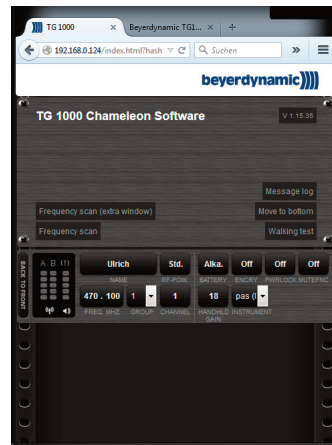 TG 1000
Beyerdynamic TG1...
192.168.0.124/index.html?hash
Suchen
beyerdynamic
TG 1000 Chameleon Software
V 1.15.36
Message log
Frequency scan (extra window)
Move to bottom
Frequency scan
Walking test
BACK TO FRONT
A B (!)
Ulrich
Std.
Alka.
Off
Off
Off
NAME
RF-POW.
BATTERY
ENCRY
PWRLOCK
MUTEFNC
470 . 100
1
1
18
pas (l
FREQ. MHZ
GROUP
CHANNEL
HANDHLD GAIN
INSTRUMENT